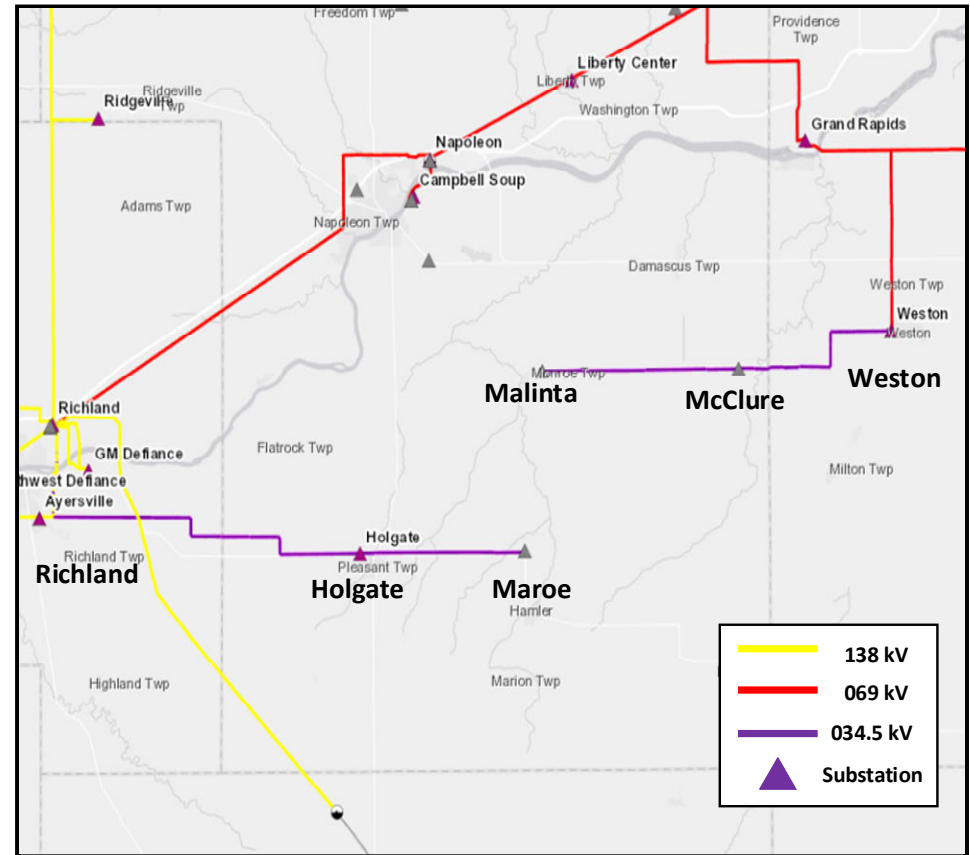 Freedom Twp
Providence
Twp
Liberty Center
Liberty Twp
Ridgeville
Twp
Ridgeville
Washington Twp
Grand Rapids
Napoleon
Campbell Soup
Adams Twp
Napoleon Twp
Damascus Twp
Weston Twp
Weston
Weston
Monroe Twp
Malinta
McClure
Weston
Richland
Flatrock Twp
GM Defiance
Milton Twp
thwest Defiance
Ayersville
Holgate
Richland Twp
Pleasant Twp
Richland
Holgate
Maroe
Hamler
Highland Twp
Marion Twp
138 kV
069 kV
034.5 kV
Substation